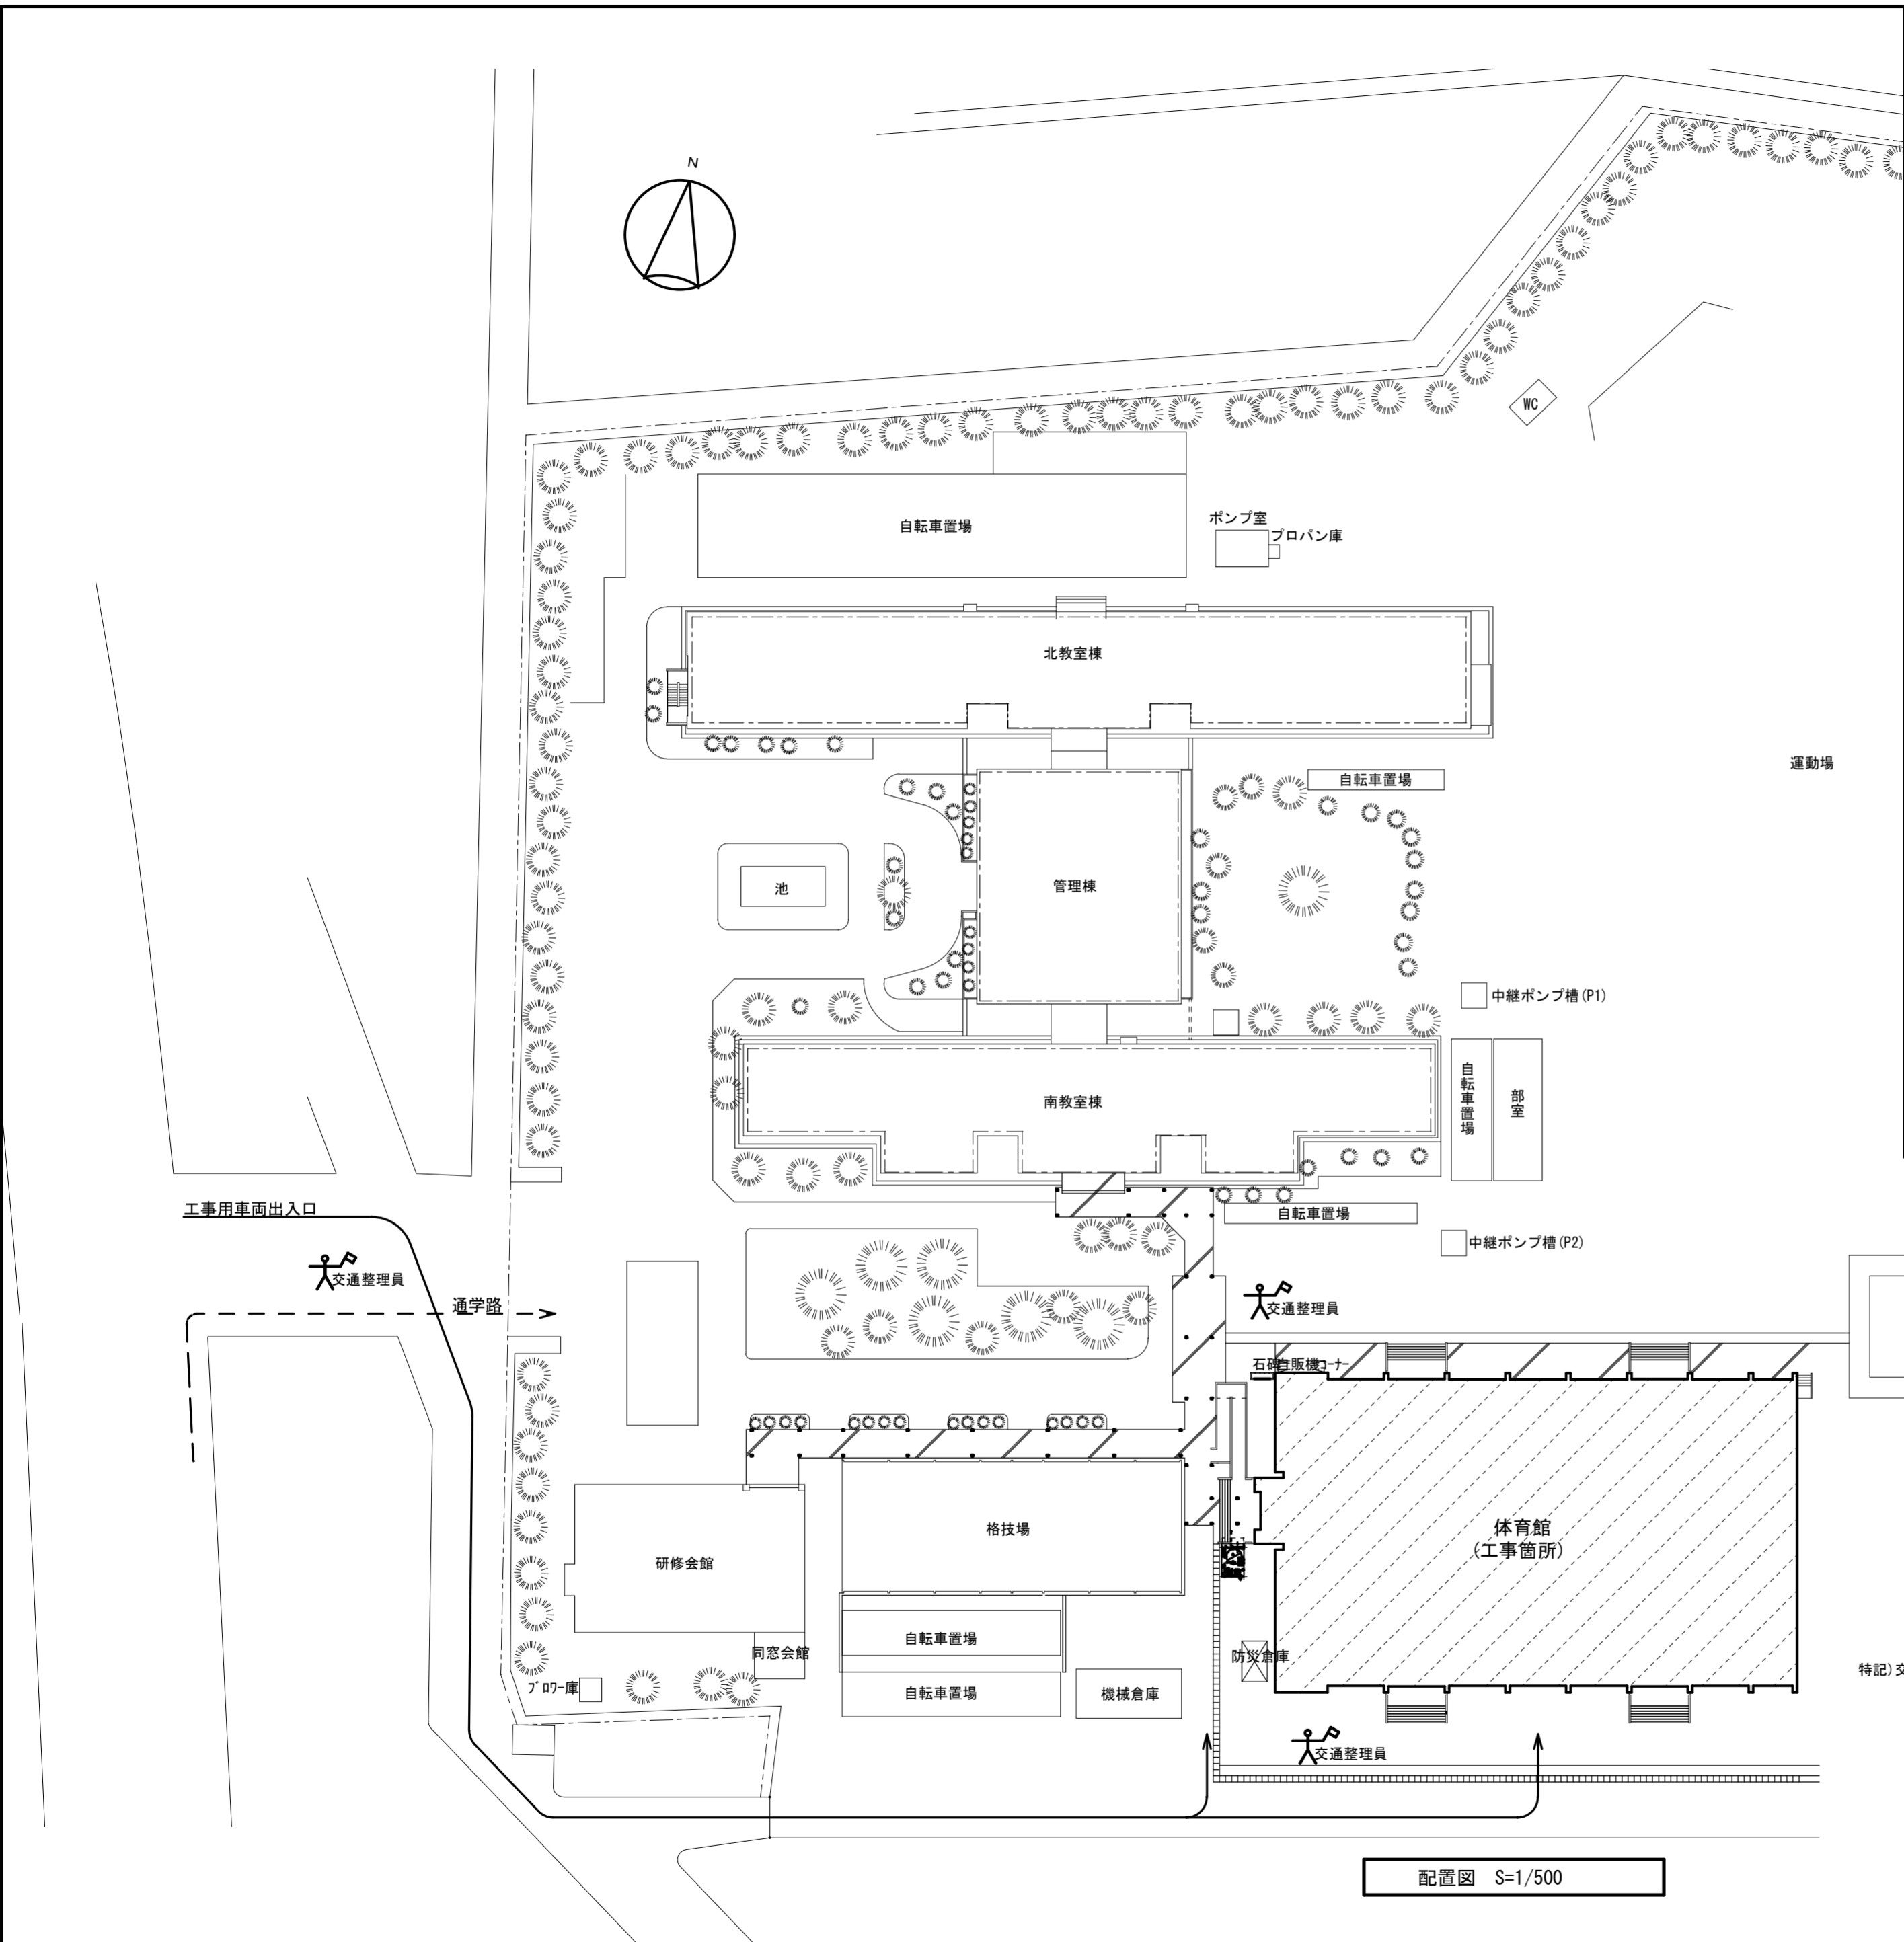 N
WC
自転車置場
ポンプ室
プロパン庫
北教室棟
運動場
自転車置場
池
管理棟
中継ポンプ槽(P1)
南教室棟
自転車置場
部室
工事用車両出入口
自転車置場
中継ポンプ槽(P2)
交通整理員
通学路
交通整理員
石碑
自販機コーナー
格技場
体育館
(工事箇所)
研修会館
自転車置場
同窓会館
防災倉庫
特記)交
ブロワー庫
自転車置場
機械倉庫
交通整理員
配置図 S=1/500